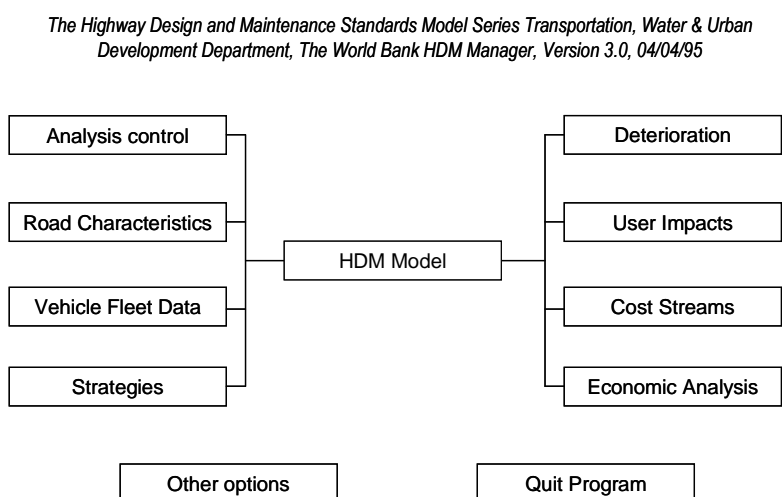 The Highway Design and Maintenance Standards Model Series Transportation, Water & Urban
Development Department, The World Bank HDM Manager, Version 3.0, 04/04/95
Analysis control
Road Characteristics
Vehicle Fleet Data
Strategies
HDM Model
Deterioration
User Impacts
Cost Streams
Economic Analysis
Other options
Quit Program